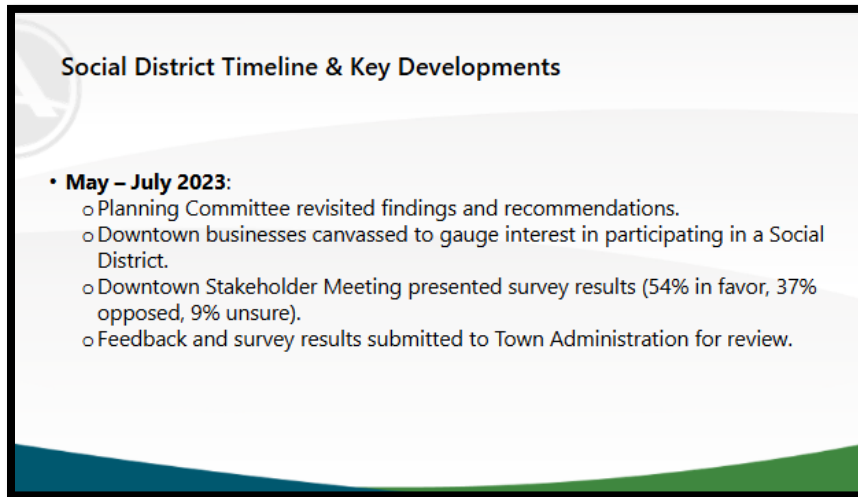 Social District Timeline & Key Developments
• May – July 2023:
o Planning Committee revisited findings and recommendations.
o Downtown businesses canvassed to gauge interest in participating in a Social
District.
o Downtown Stakeholder Meeting presented survey results (54% in favor, 37%
opposed, 9% unsure).
o Feedback and survey results submitted to Town Administration for review.